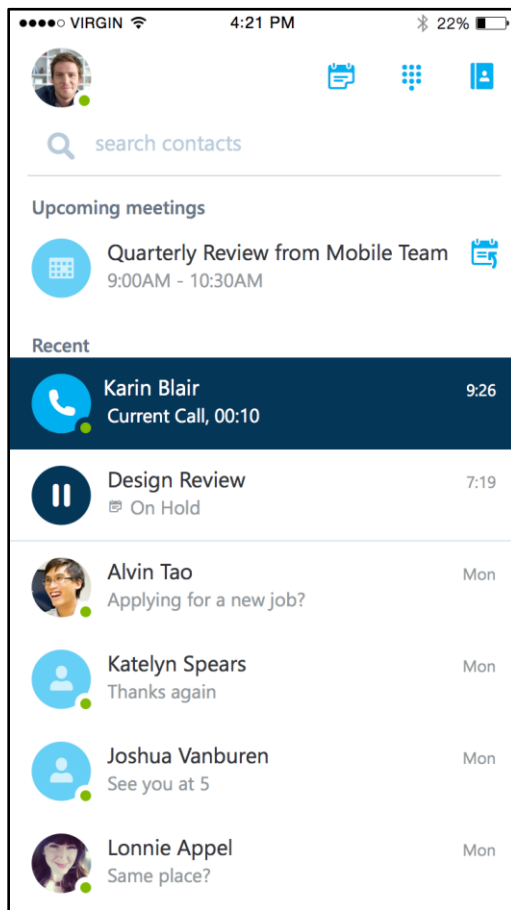 VIRGIN 4:21 PM 22%
search contacts
Upcoming meetings
Quarterly Review from Mobile Team
9:00AM - 10:30AM
Recent
Karin Blair 9:26
Current Call, 00:10
Design Review 7:19
On Hold
Alvin Tao Mon
Applying for a new job?
Katelyn Spears Mon
Thanks again
Joshua Vanburen Mon
See you at 5
Lonnie Appel Mon
Same place?